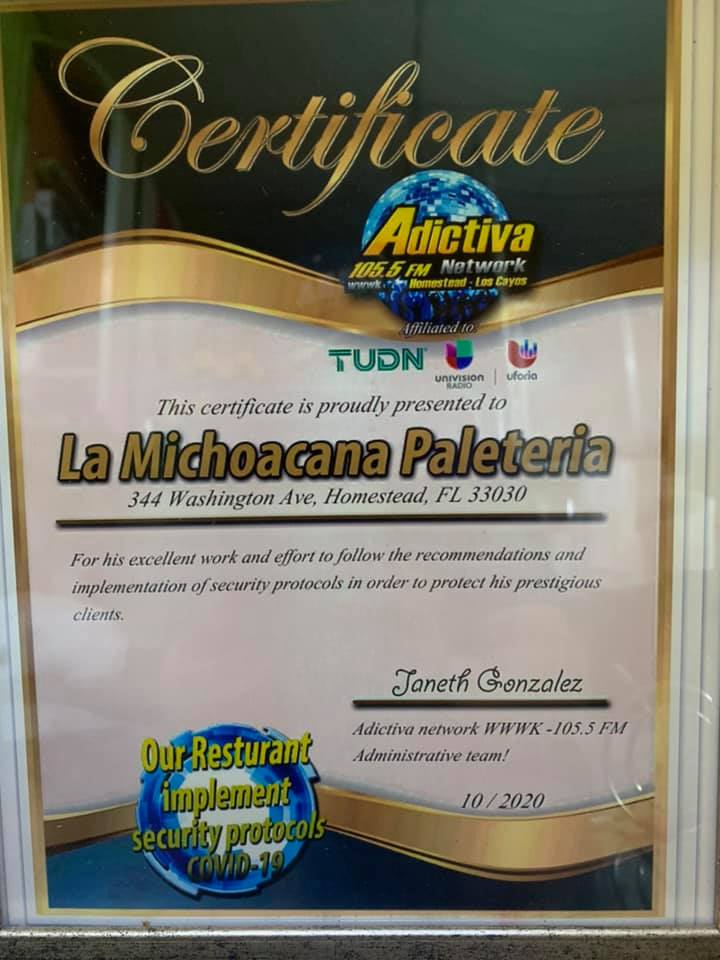 Certificate
Adictiva
105.5 FM Network
wwwk. Homestead - Los Cayos
Affiliated to:
TUDN
UNIVISION
RADIO
uforia
This certificate is proudly presented to
La Michoacana Paleteria
344 Washington Ave, Homestead, FL 33030
For his excellent work and effort to follow the recommendations and
implementation of security protocols in order to protect his prestigious
clients.
Janeth Gonzalez
Adictiva network WWWK -105.5 FM
Administrative team!
10 / 2020
Our Resturant
implement
security protocols
COVID-19